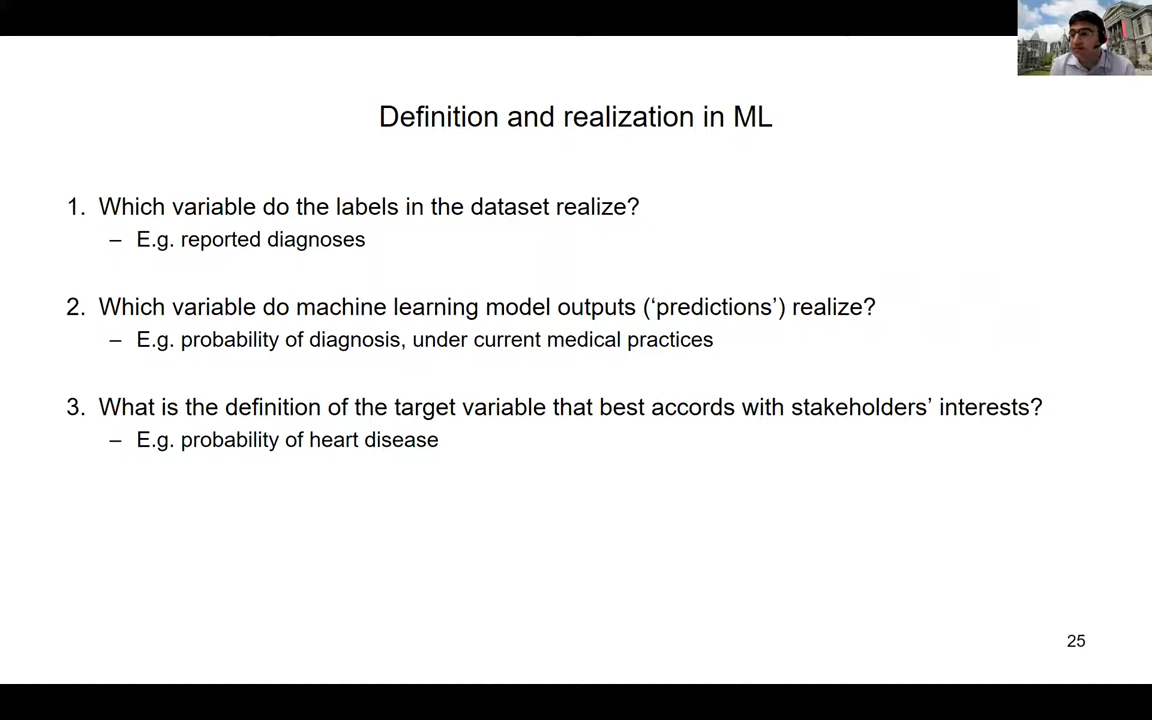 Definition and realization in ML
1. Which variable do the labels in the dataset realize?
– E.g. reported diagnoses
2. Which variable do machine learning model outputs (‘predictions’) realize?
– E.g. probability of diagnosis, under current medical practices
3. What is the definition of the target variable that best accords with stakeholders’ interests?
– E.g. probability of heart disease
25